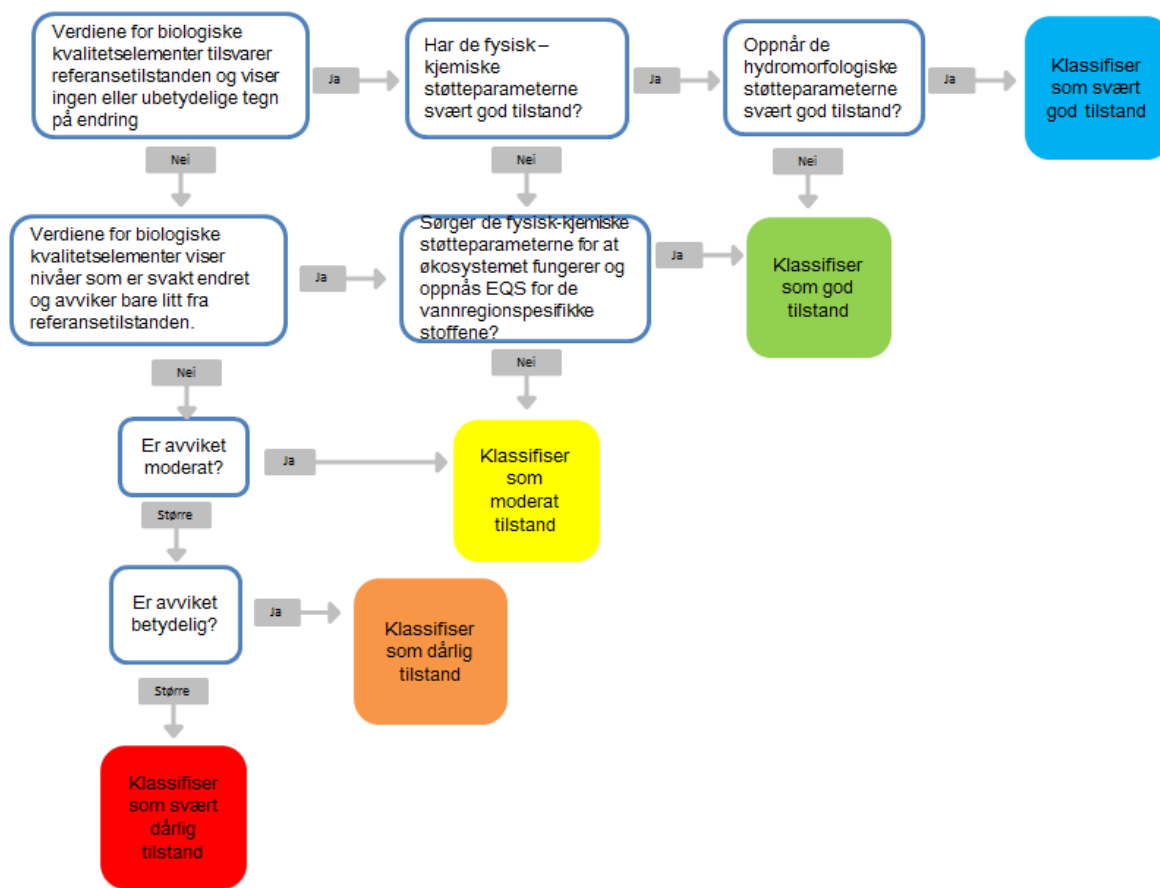 Verdiene for biologiske
kvalitetselementer tilsvarer
referansetilstanden og viser
ingen eller ubetydelige tegn
på endring
Ja
Har de fysisk –
kjemiske
støtteparameterne
svært god tilstand?
Ja
Oppnår de
hydromorfologiske
støtteparameterne
svært god tilstand?
Ja
Klassifiser
som svært
god tilstand
Nei
Nei
Nei
Verdiene for biologiske
kvalitetselementer viser
nivåer som er svakt endret
og avviker bare litt fra
referansetilstanden.
Ja
Sørger de fysisk-kjemiske
støtteparameterne for at
økosystemet fungerer og
oppnås EQS for de
vannregionspesifikke
stoffene?
Ja
Klassifiser
som god
tilstand
Nei
Nei
Er avviket
moderat?
Ja
Klassifiser
som
moderat
tilstand
Større
Er avviket
betydelig?
Ja
Klassifiser
som dårlig
tilstand
Større
Klassifiser
som svært
dårlig
tilstand